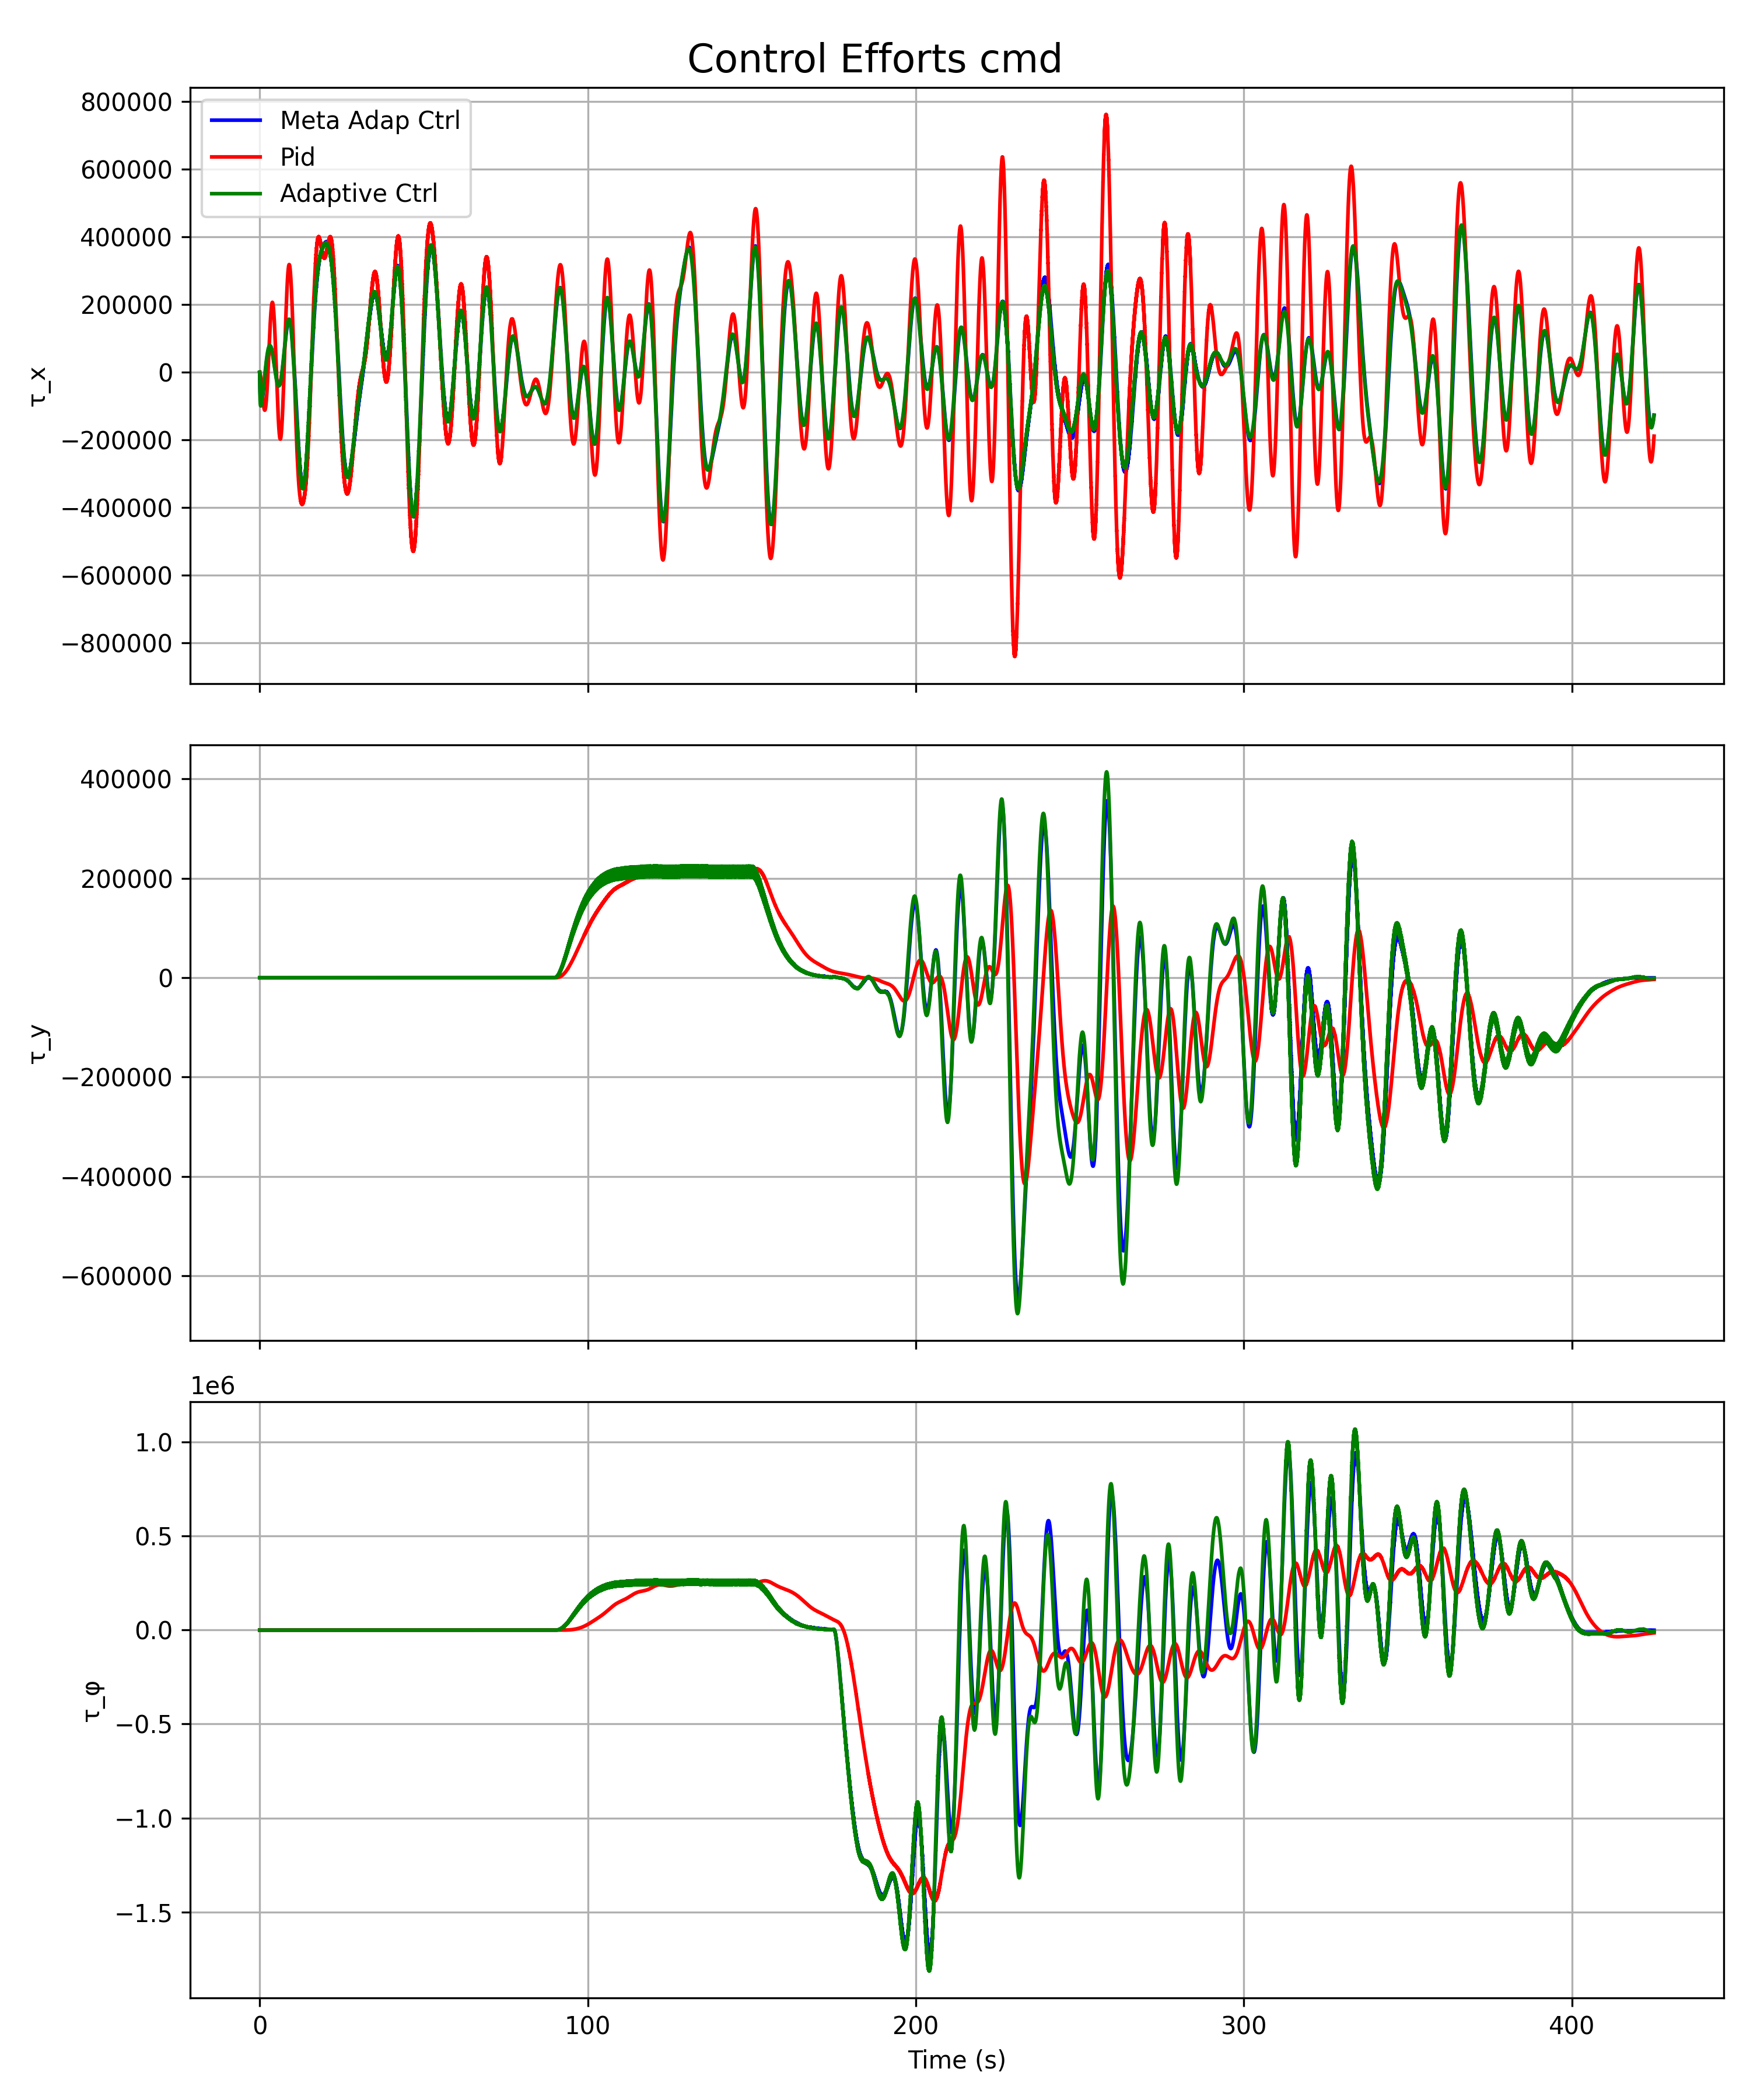 Control Efforts cmd
Meta Adap Ctrl
Pid
Adaptive Ctrl
800000
600000
400000
200000
0
−200000
−400000
−600000
−800000
τ_x
400000
200000
0
−200000
−400000
−600000
τ_y
1e6
1.0
0.5
0.0
−0.5
−1.0
−1.5
τ_φ
0 100 200 300 400
Time (s)